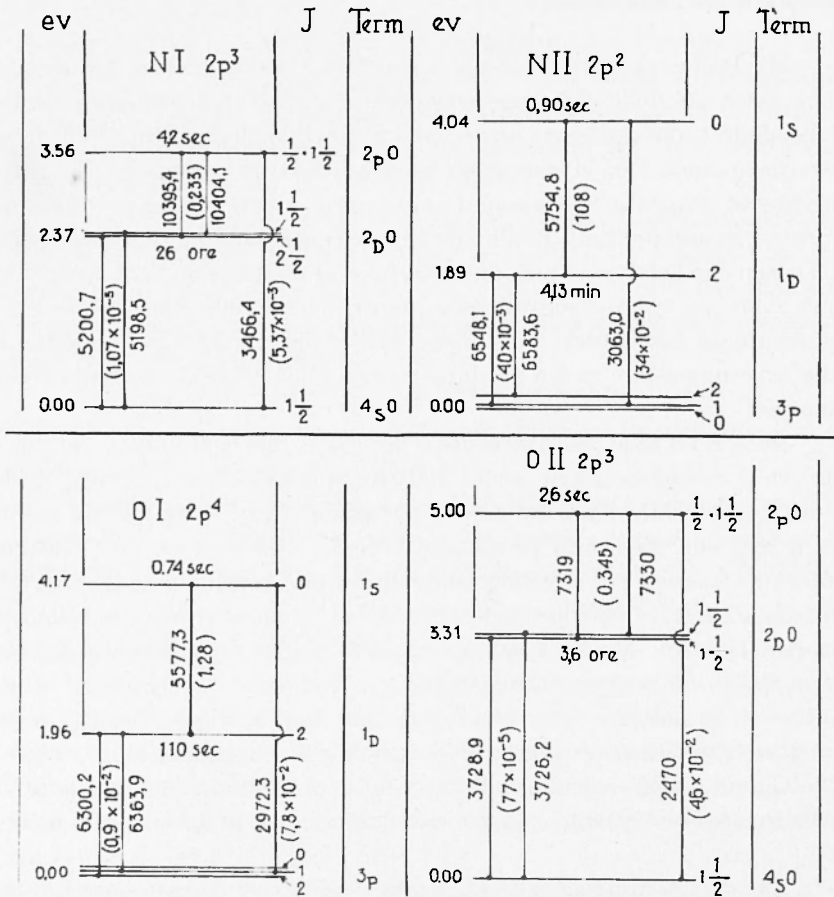 ev J Term ev J Term
N I 2p³
42 sec
3.56 1/2 · 1 1/2 2P0
10395,4
(0,233)
10404,1
2.37 1 1/2 2D0
26 ore 2 1/2
5200,7
(1,07×10⁻⁵)
5198,5
3466,4
(5,37×10⁻³)
0.00 1 1/2 4S0
N II 2p²
0,90 sec
4.04 0 1S
5734,8
(108)
1.89 2 1D
4,13 min
6548,1
(40×10⁻³)
6583,6
3063,0
(34×10⁻²)
2
0.00 1 3P
0
O I 2p⁴
0.74 sec
4.17 0 1S
5577,3
(1.28)
1.96 2 1D
110 sec
6300,2
(0,9×10⁻²)
6363,9
2972,3
(7,8×10⁻²)
0
0,00 1 3P
2
O II 2p³
26 sec
5.00 1/2 · 1 1/2 2P0
7319
(0.345)
7330
3.31 1 1/2 2D0
3,6 ore 1-1/2
3728,9
(77×10⁻⁵)
3726,2
2470
(46×10⁻²)
0.00 1 1/2 4S0